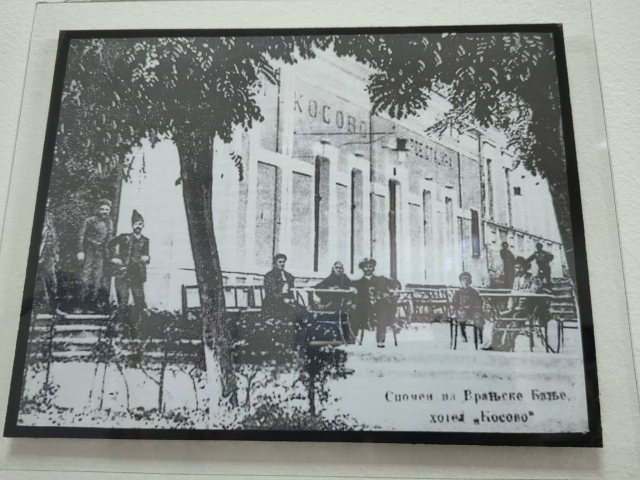 КОСОВО
Спомен из Врањске Бање,
хотел „Косово“